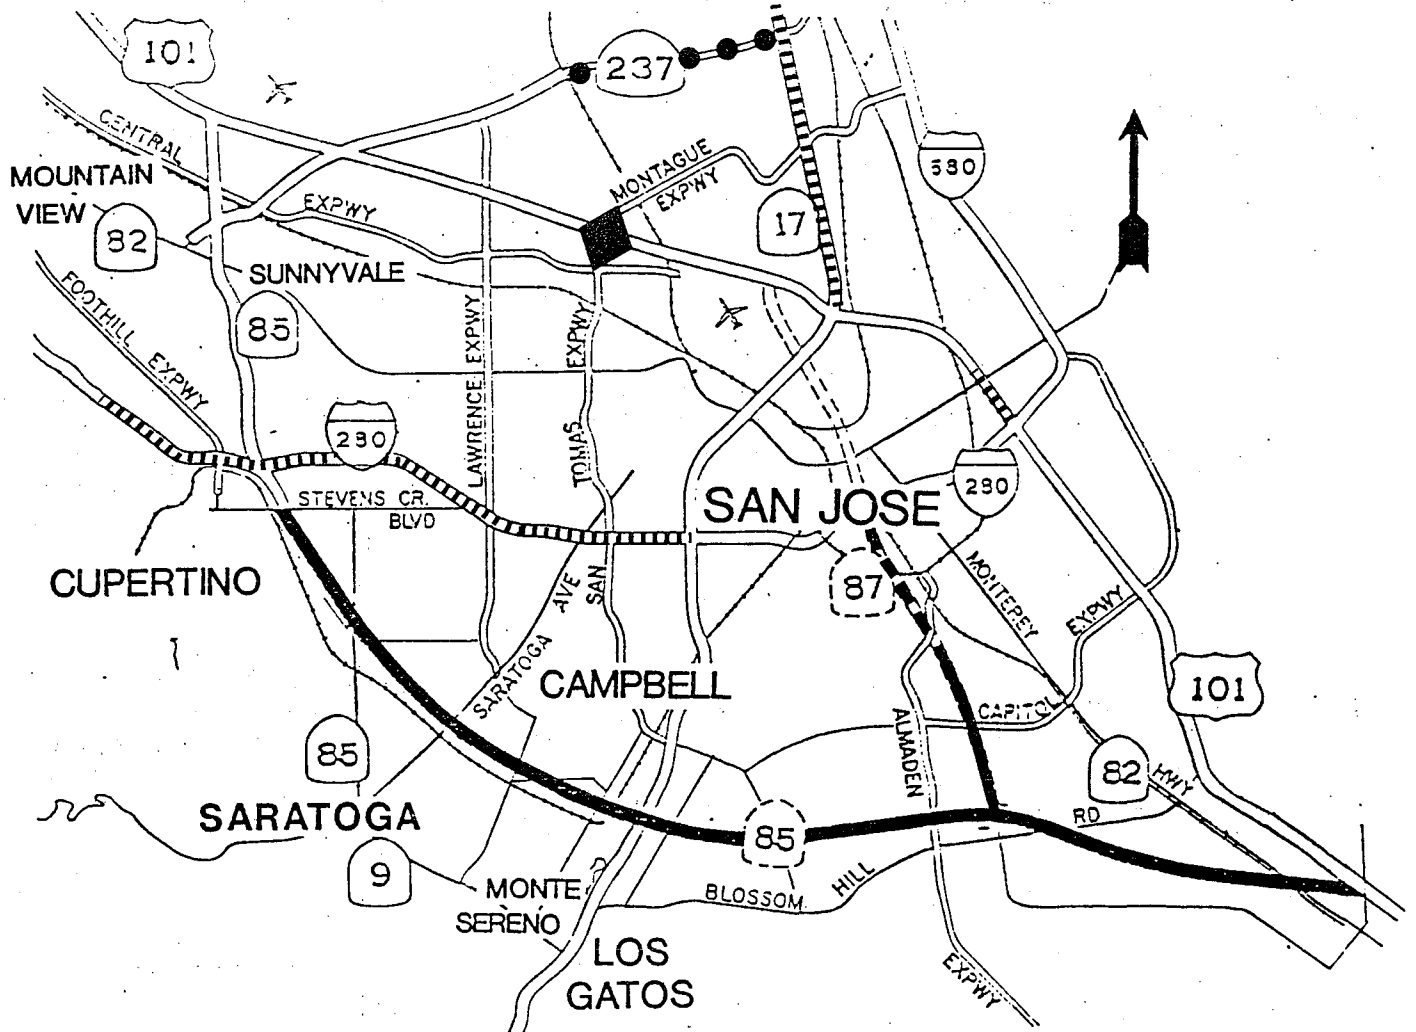 101
237
CENTRAL
EXPWY
MONTAGUE
EXPWY
MOUNTAIN
VIEW
82
17
680
SUNNYVALE
FOOTHILL EXPWY
85
LAWRENCE EXPWY
SAN TOMAS EXPWY
280
STEVENS CR.
BLVD
SAN JOSE
280
CUPERTINO
87
MONTEREY
HWY
SARATOGA AVE
CAMPBELL
CAPITOL
EXPWY
101
85
ALMADEN
EXPWY
82
SARATOGA
85
RD
9
MONTE
SERENO
BLOSSOM
HILL
LOS
GATOS